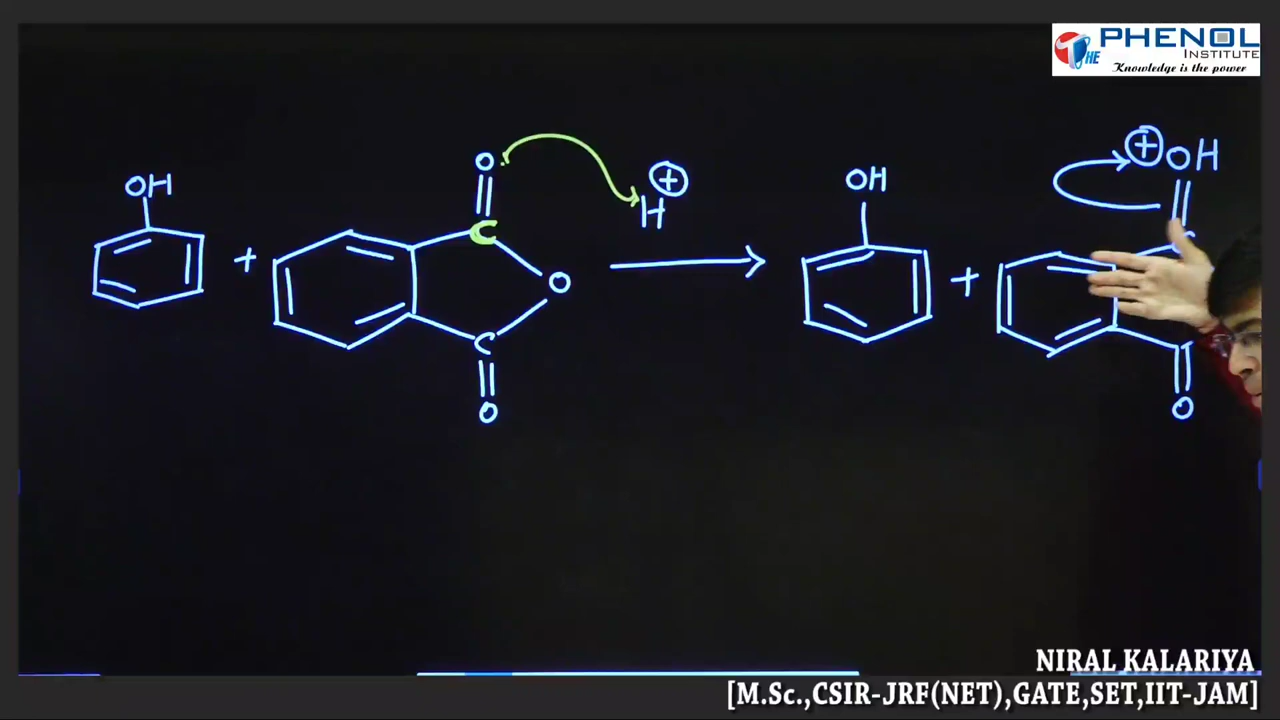 THE PHENOL
INSTITUTE
Knowledge is the power
OH
+
O
C
O
C
O
H +
OH
+
+ OH
O
NIRAL KALARIYA
[M.Sc.,CSIR-JRF(NET),GATE,SET,IIT-JAM]